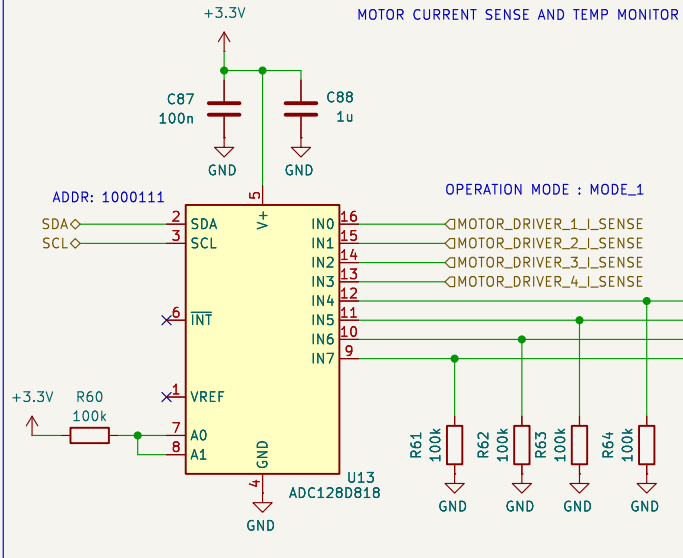 +3.3V
MOTOR CURRENT SENSE AND TEMP MONITOR
C87
100n
C88
1u
GND
GND
ADDR: 1000111
OPERATION MODE : MODE_1
5
V+
SDA
2
SDA
IN0
16
MOTOR_DRIVER_1_I_SENSE
SCL
3
SCL
IN1
15
MOTOR_DRIVER_2_I_SENSE
IN2
14
MOTOR_DRIVER_3_I_SENSE
IN3
13
MOTOR_DRIVER_4_I_SENSE
IN4
12
6
INT
IN5
11
IN6
10
IN7
9
+3.3V
R60
100k
1
VREF
7
A0
8
A1
GND
4
U13
ADC128D818
GND
R61
100k
R62
100k
R63
100k
R64
100k
GND
GND
GND
GND